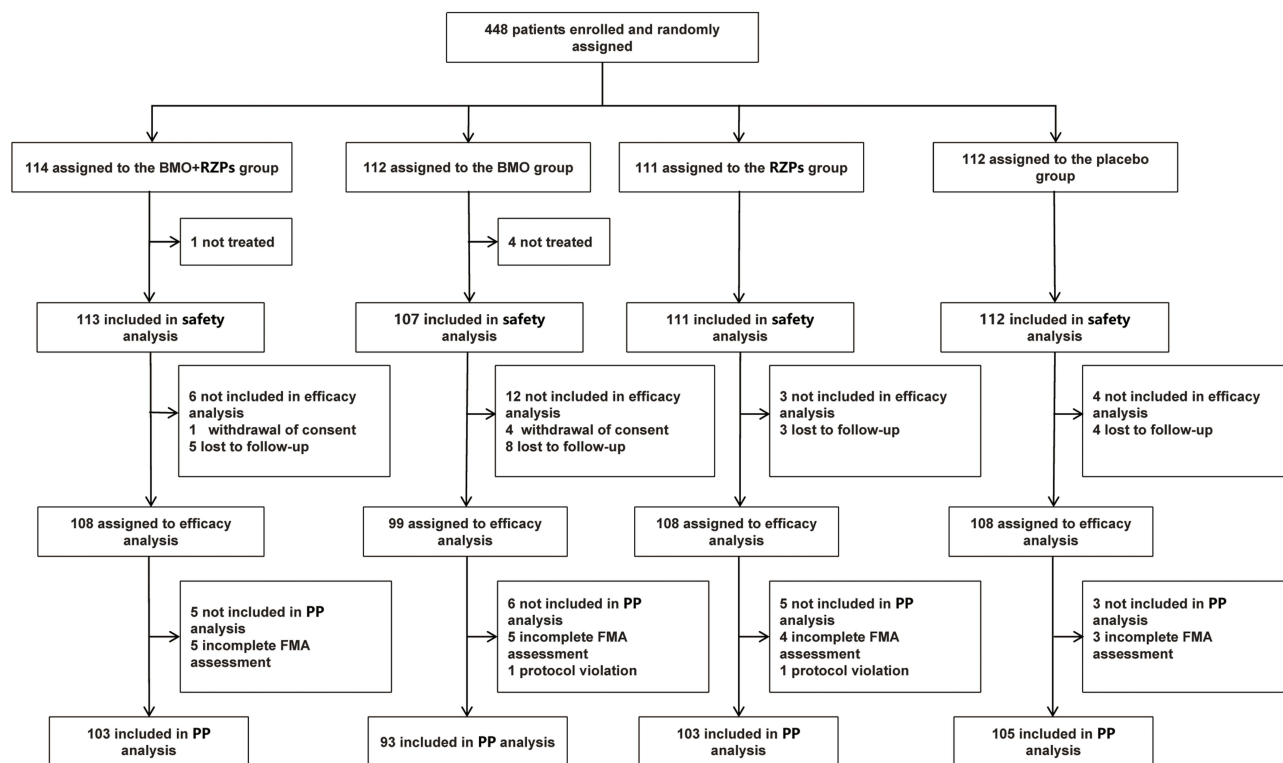 448 patients enrolled and randomly
assigned
114 assigned to the BMO+RZPs group
112 assigned to the BMO group
111 assigned to the RZPs group
112 assigned to the placebo
group
1 not treated
4 not treated
113 included in safety
analysis
107 included in safety
analysis
111 included in safety
analysis
112 included in safety
analysis
6 not included in efficacy
analysis
1 withdrawal of consent
5 lost to follow-up
12 not included in efficacy
analysis
4 withdrawal of consent
8 lost to follow-up
3 not included in efficacy
analysis
3 lost to follow-up
4 not included in efficacy
analysis
4 lost to follow-up
108 assigned to efficacy
analysis
99 assigned to efficacy
analysis
108 assigned to efficacy
analysis
108 assigned to efficacy
analysis
5 not included in PP
analysis
5 incomplete FMA
assessment
6 not included in PP
analysis
5 incomplete FMA
assessment
1 protocol violation
5 not included in PP
analysis
4 incomplete FMA
assessment
1 protocol violation
3 not included in PP
analysis
3 incomplete FMA
assessment
103 included in PP
analysis
93 included in PP analysis
103 included in PP
analysis
105 included in PP
analysis